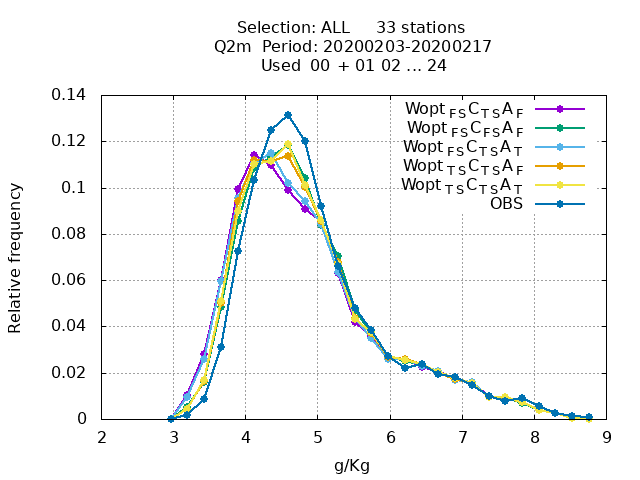 Selection: ALL 33 stations
Q2m Period: 20200203-20200217
Used 00 + 01 02 ... 24
0.14
0.12
0.1
0.08
0.06
0.04
0.02
0
Relative frequency
Wopt FS C TS A F
Wopt FS C FS A F
Wopt FS C TS A T
Wopt TS C TS A F
Wopt TS C TS A T
OBS
2 3 4 5 6 7 8 9
g/Kg